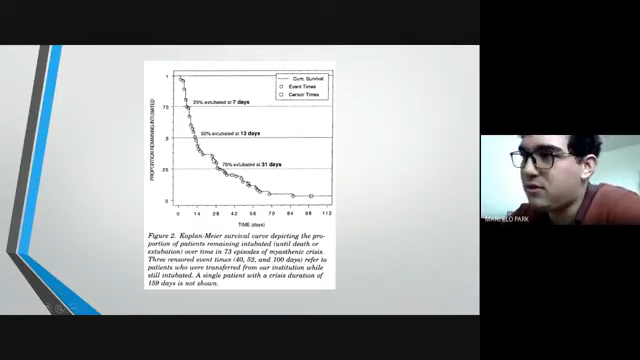 Cum. Survival
Event Times
Censor Times
25% extubated at 7 days
50% extubated at 13 days
75% extubated at 31 days
PROPORTION REMAINING INTUBATED
1
.75
.5
.25
0
0 14 28 42 56 70 84 98 112
TIME (days)
Figure 2. Kaplan-Meier survival curve depicting the pro-
portion of patients remaining intubated (until death or
extubation) over time in 73 episodes of myasthenic crisis.
Three censored event times (40, 52, and 100 days) refer to
patients who were transferred from our institution while
still intubated. A single patient with a crisis duration of
159 days is not shown.
MARCELO PARK